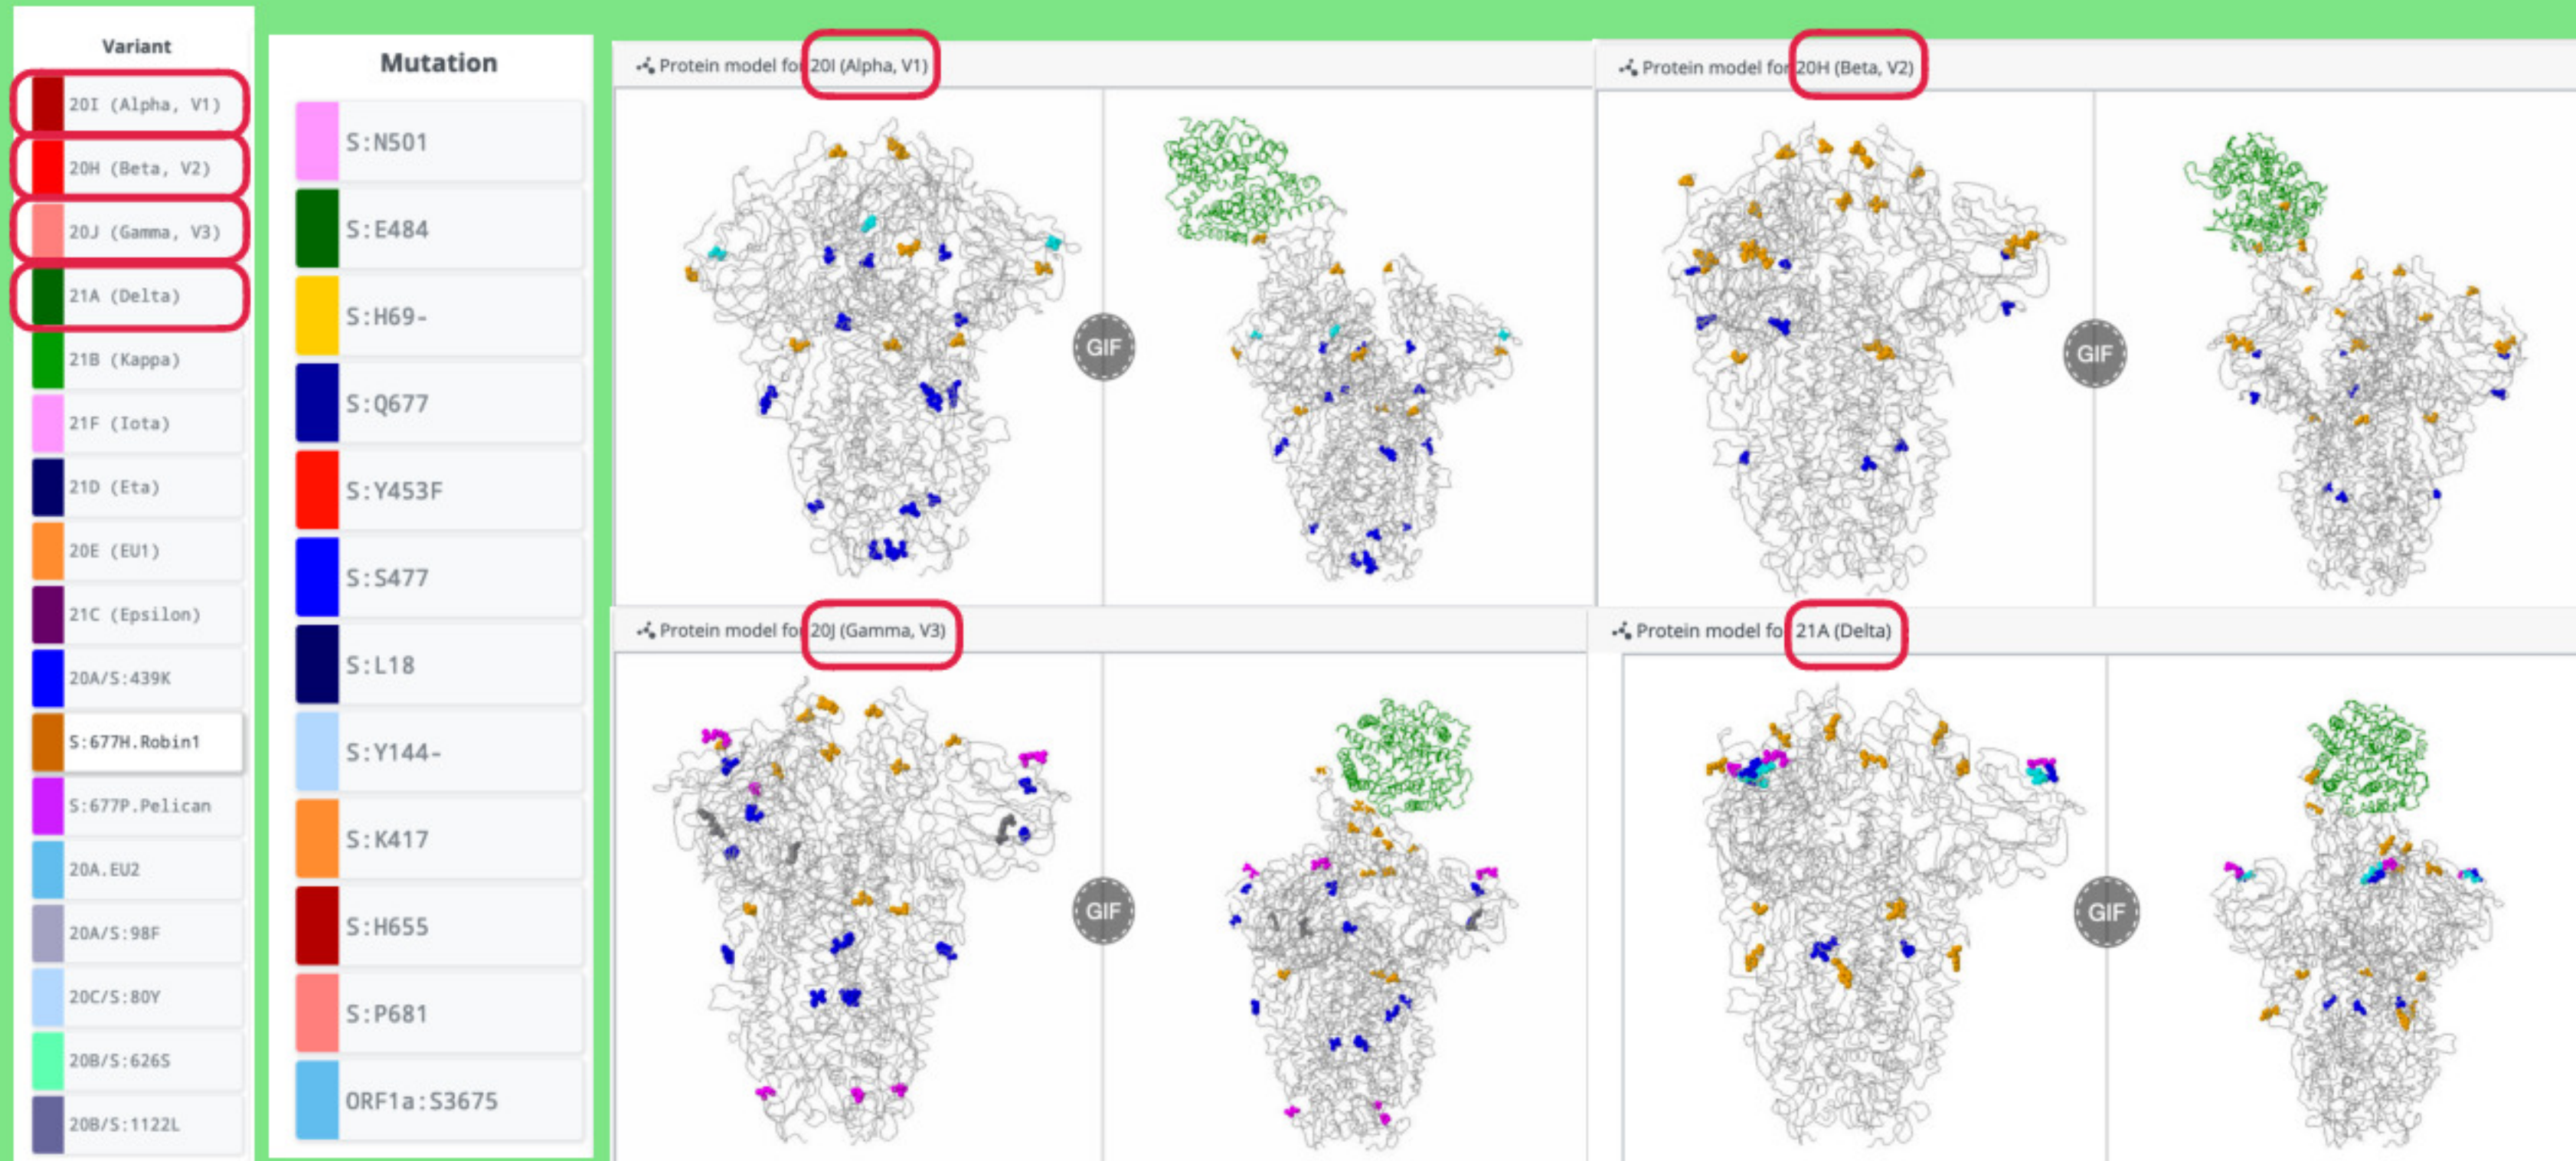 Variant
20I (Alpha, V1)
20H (Beta, V2)
20J (Gamma, V3)
21A (Delta)
21B (Kappa)
21F (Iota)
21D (Eta)
20E (EU1)
21C (Epsilon)
20A/S:439K
S:677H.Robin1
S:677P.Pelican
20A.EU2
20A/S:98F
20C/S:80Y
20B/S:626S
20B/S:1122L
Mutation
S:N501
S:E484
S:H69-
S:Q677
S:Y453F
S:S477
S:L18
S:Y144-
S:K417
S:H655
S:P681
ORF1a:S3675
Protein model for 20I (Alpha, V1)
GIF
Protein model for 20H (Beta, V2)
GIF
Protein model for 20J (Gamma, V3)
GIF
Protein model for 21A (Delta)
GIF